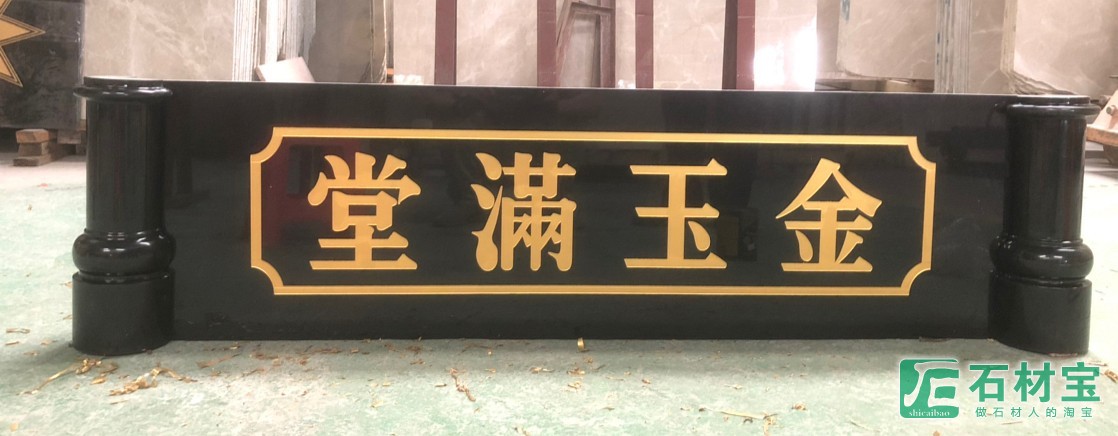 金玉滿堂
石材宝
shicaibao
做石材人的淘宝